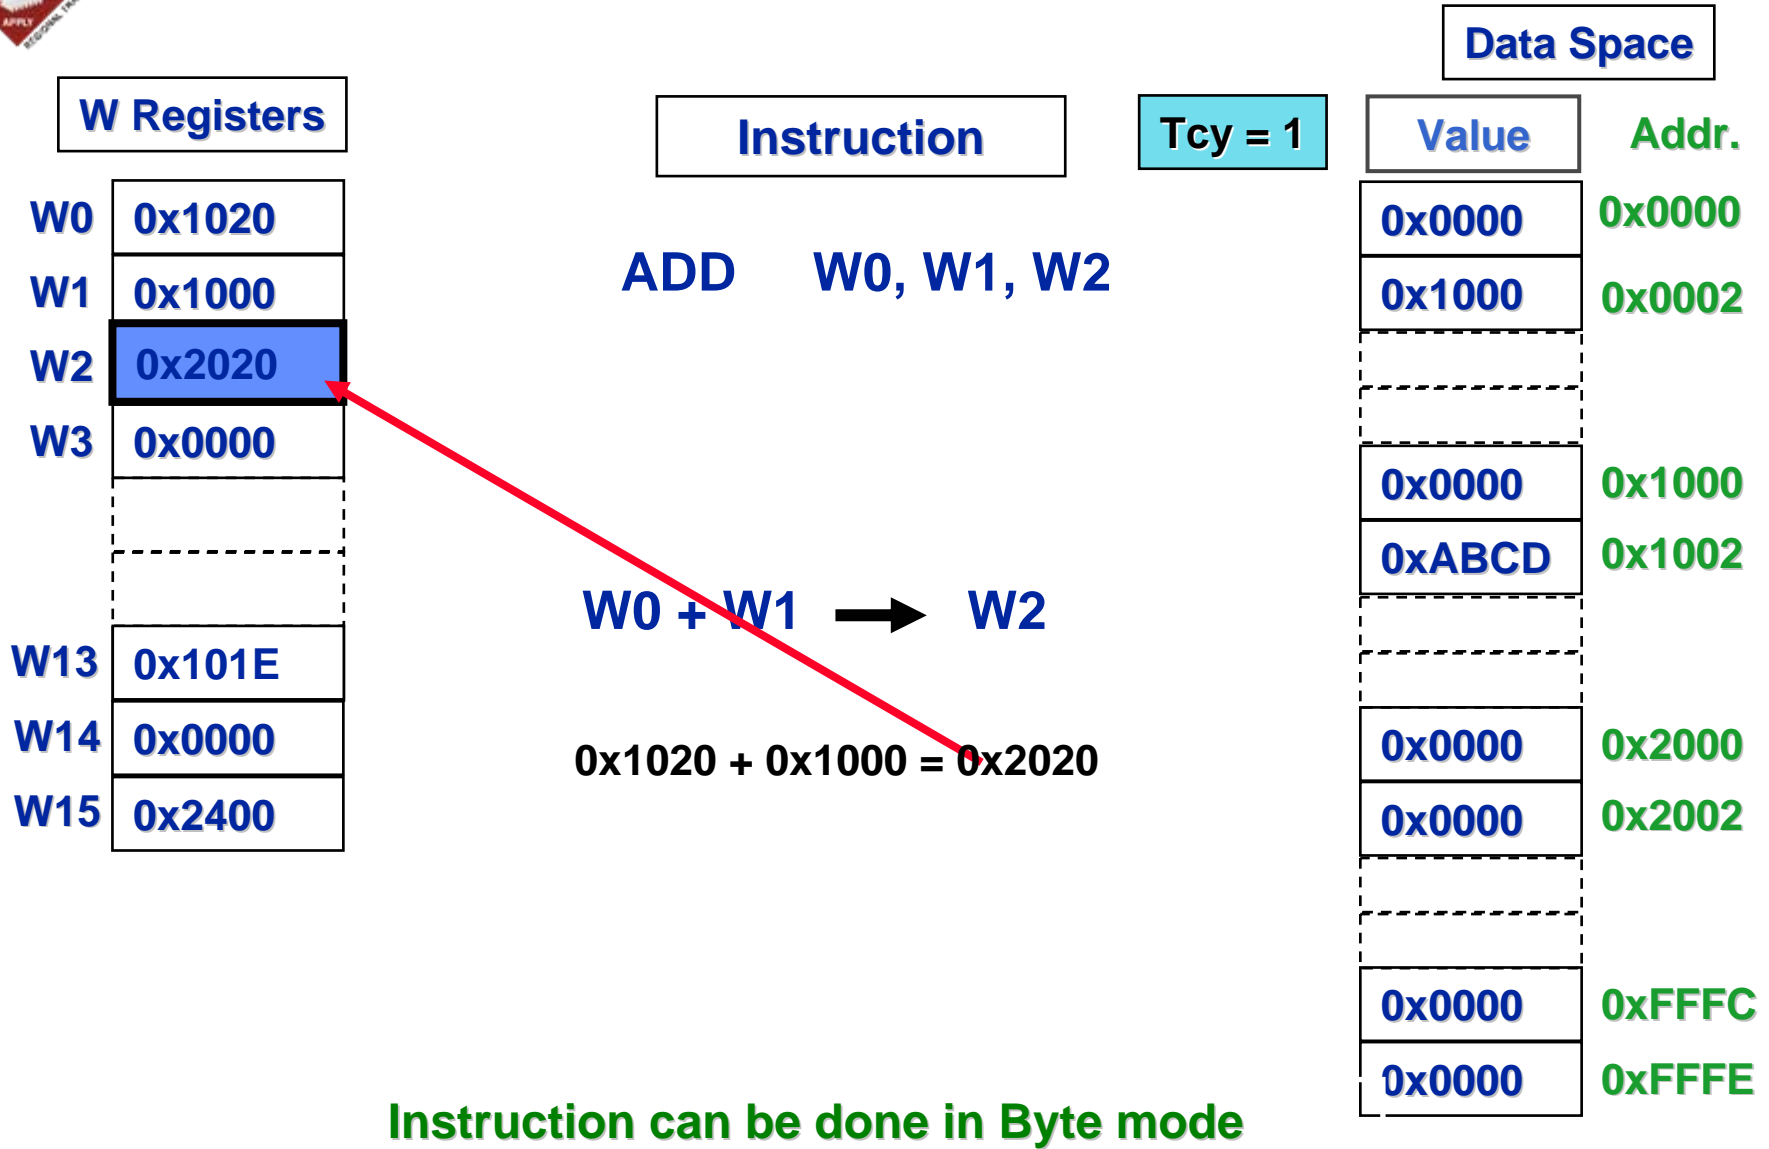 APPLY
Data Space
W Registers
Instruction
Tcy = 1
Value Addr.
W0 0x1020
W1 0x1000
W2 0x2020
W3 0x0000
W13 0x101E
W14 0x0000
W15 0x2400
ADD W0, W1, W2
W0 + W1 W2
0x1020 + 0x1000 = 0x2020
0x0000 0x0000
0x1000 0x0002
0x0000 0x1000
0xABCD 0x1002
0x0000 0x2000
0x0000 0x2002
0x0000 0xFFFC
0x0000 0xFFFE
Instruction can be done in Byte mode